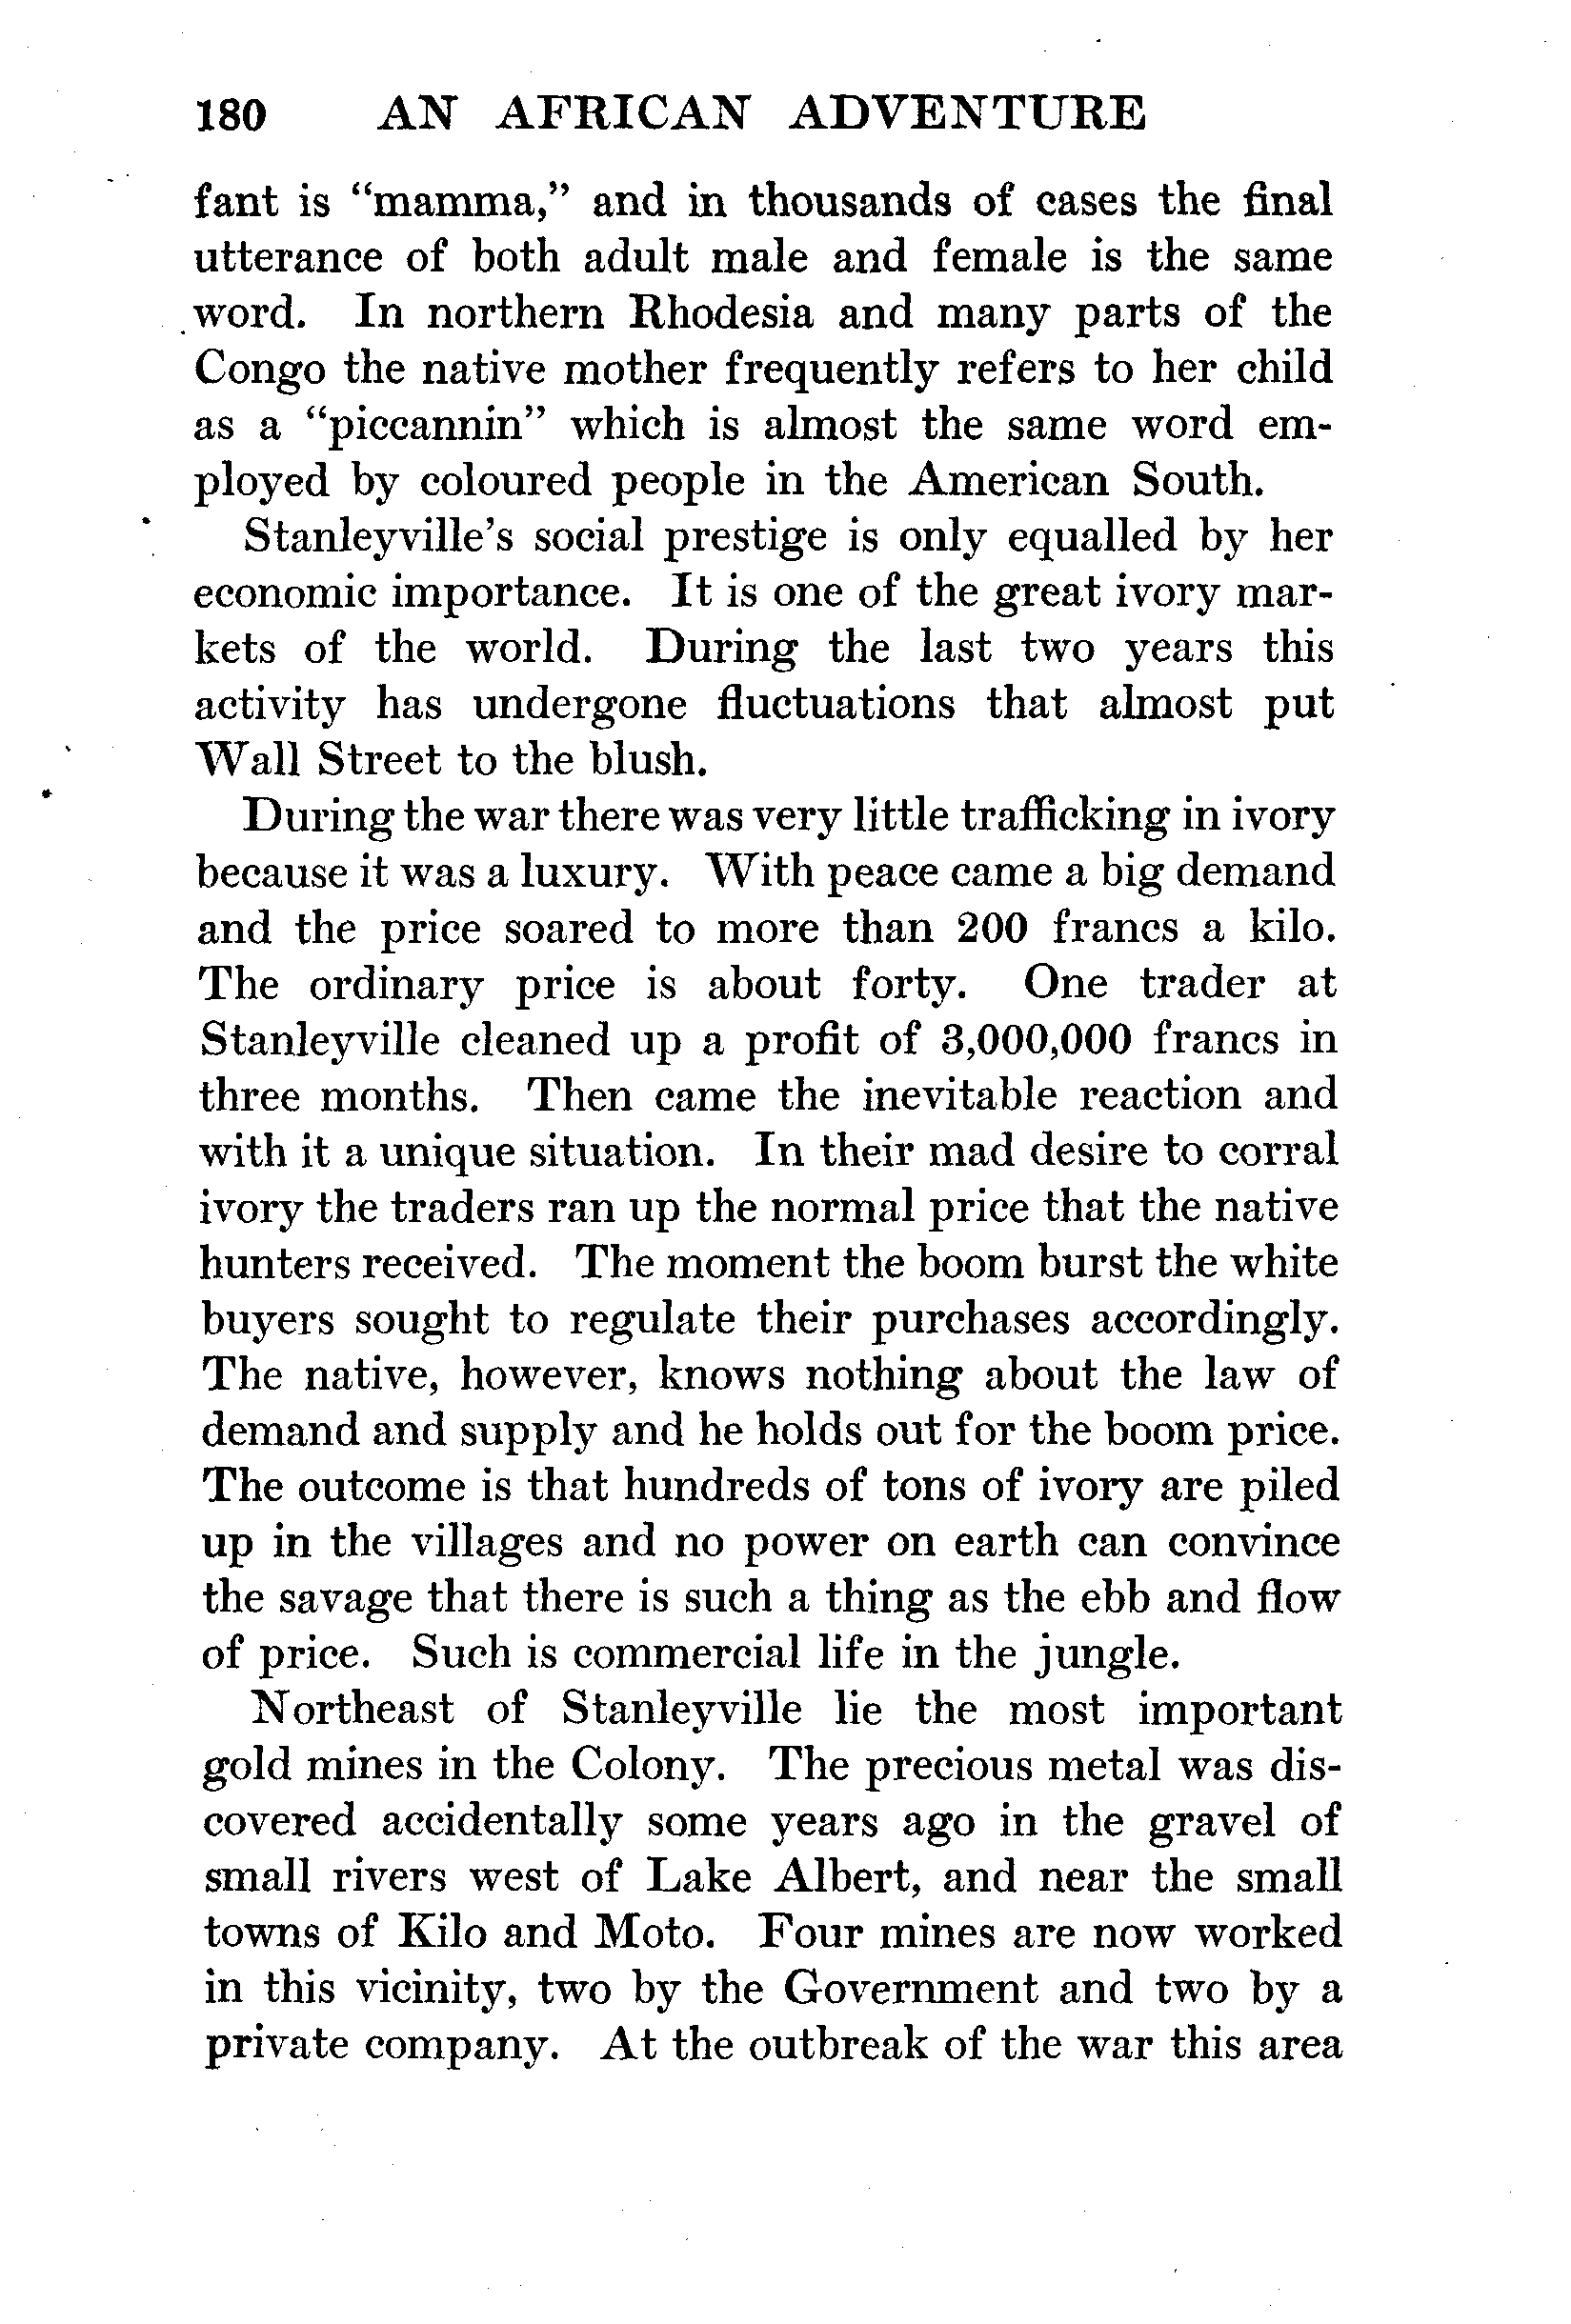 180 AN AFRICAN ADVENTURE
fant is “mamma,” and in thousands of cases the final
utterance of both adult male and female is the same
word. In northern Rhodesia and many parts of the
Congo the native mother frequently refers to her child
as a “piccannin” which is almost the same word em-
ployed by coloured people in the American South.
Stanleyville’s social prestige is only equalled by her
economic importance. It is one of the great ivory mar-
kets of the world. During the last two years this
activity has undergone fluctuations that almost put
Wall Street to the blush.
During the war there was very little trafficking in ivory
because it was a luxury. With peace came a big demand
and the price soared to more than 200 francs a kilo.
The ordinary price is about forty. One trader at
Stanleyville cleaned up a profit of 3,000,000 francs in
three months. Then came the inevitable reaction and
with it a unique situation. In their mad desire to corral
ivory the traders ran up the normal price that the native
hunters received. The moment the boom burst the white
buyers sought to regulate their purchases accordingly.
The native, however, knows nothing about the law of
demand and supply and he holds out for the boom price.
The outcome is that hundreds of tons of ivory are piled
up in the villages and no power on earth can convince
the savage that there is such a thing as the ebb and flow
of price. Such is commercial life in the jungle.
Northeast of Stanleyville lie the most important
gold mines in the Colony. The precious metal was dis-
covered accidentally some years ago in the gravel of
small rivers west of Lake Albert, and near the small
towns of Kilo and Moto. Four mines are now worked
in this vicinity, two by the Government and two by a
private company. At the outbreak of the war this area